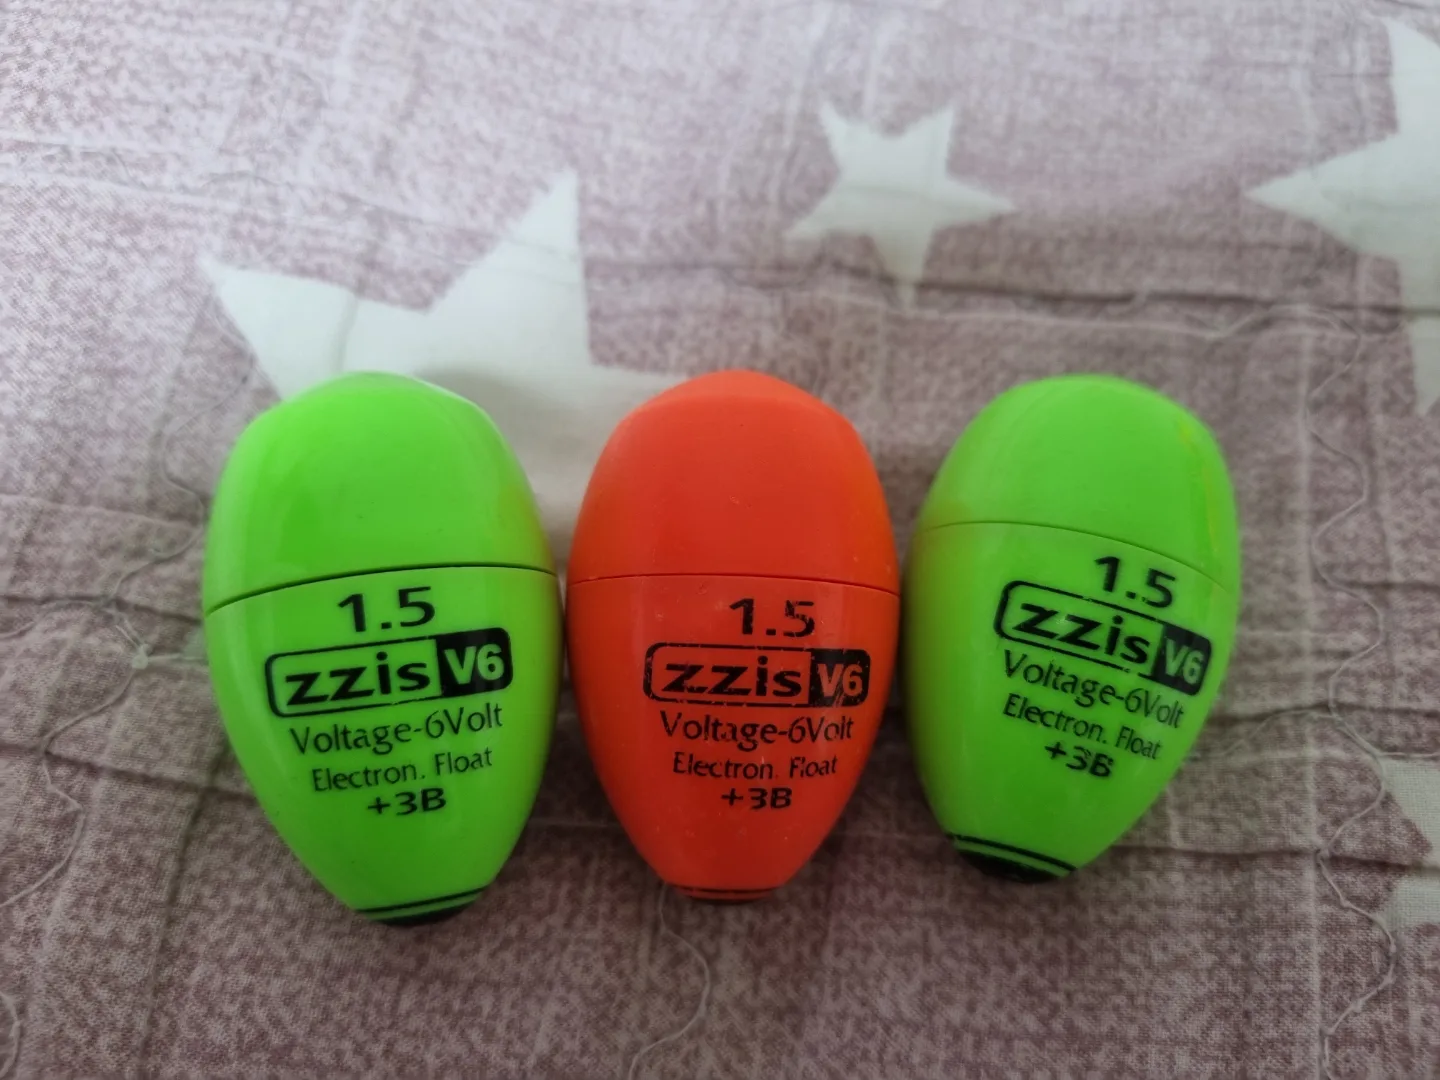 1.5
zzis V6
Voltage-6Volt
Electron. Float
+3B
1.5
zzis V6
Voltage-6Volt
Electron. Float
+3B
1.5
zzis V6
Voltage-6Volt
Electron. Float
+3B